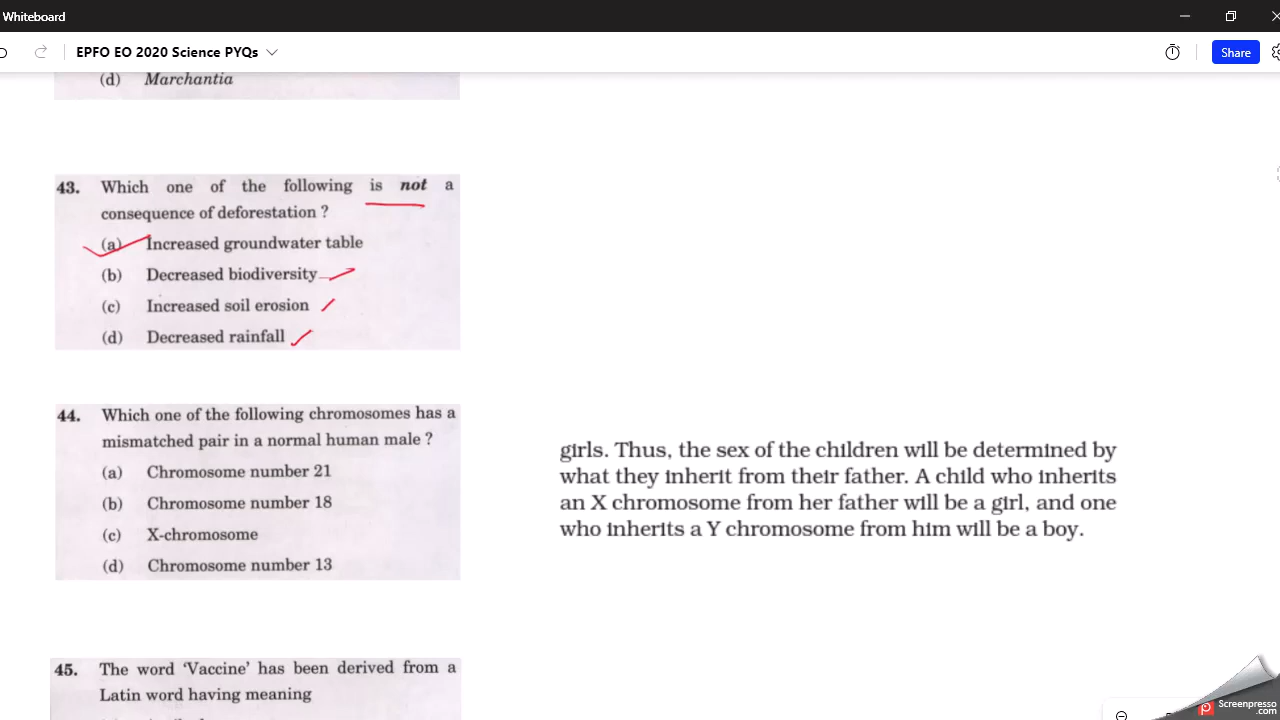 Whiteboard
EPFO EO 2020 Science PYQs
Share
(d) Marchantia
43. Which one of the following is not a
consequence of deforestation ?
(a) Increased groundwater table
(b) Decreased biodiversity
(c) Increased soil erosion
(d) Decreased rainfall
44. Which one of the following chromosomes has a
mismatched pair in a normal human male ?
(a) Chromosome number 21
(b) Chromosome number 18
(c) X-chromosome
(d) Chromosome number 13
girls. Thus, the sex of the children will be determined by
what they inherit from their father. A child who inherits
an X chromosome from her father will be a girl, and one
who inherits a Y chromosome from him will be a boy.
45. The word ‘Vaccine’ has been derived from a
Latin word having meaning
Screenpresso
.com